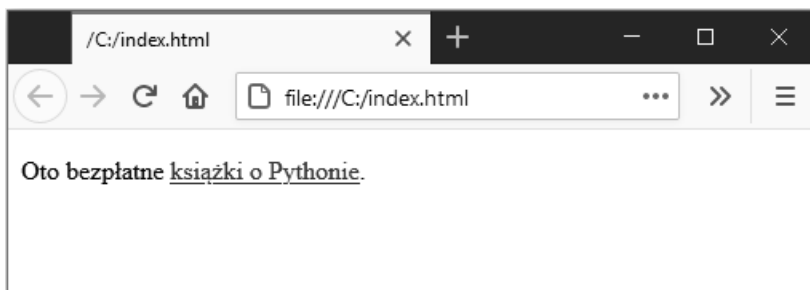 /C:/index.html
file:///C:/index.html
Oto bezpłatne książki o Pythonie.